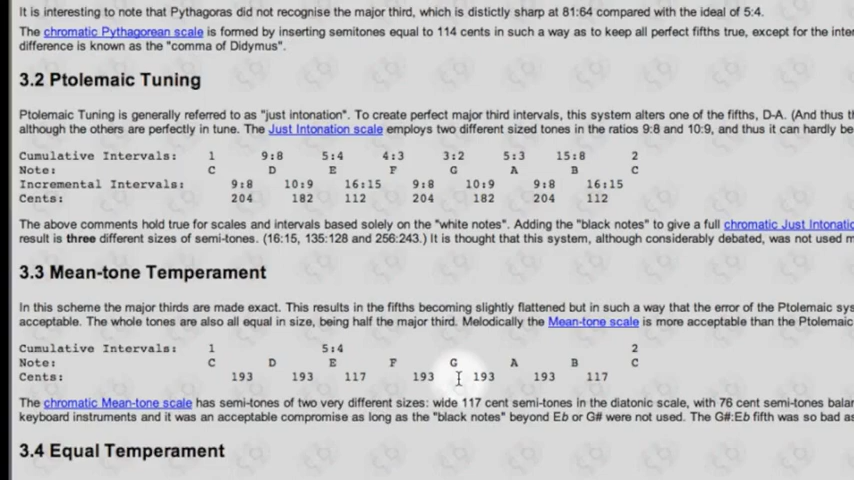 It is interesting to note that Pythagoras did not recognise the major third, which is distictly sharp at 81:64 compared with the ideal of 5:4.
The chromatic Pythagorean scale is formed by inserting semitones equal to 114 cents in such a way as to keep all perfect fifths true, except for the inter
difference is known as the "comma of Didymus".
3.2 Ptolemaic Tuning
Ptolemaic Tuning is generally referred to as "just intonation". To create perfect major third intervals, this system alters one of the fifths, D-A. (And thus t
although the others are perfectly in tune. The Just Intonation scale employs two different sized tones in the ratios 9:8 and 10:9, and thus it can hardly be
Cumulative Intervals: 1 9:8 5:4 4:3 3:2 5:3 15:8 2
Note: C D E F G A B C
Incremental Intervals: 9:8 10:9 16:15 9:8 10:9 9:8 16:15
Cents: 204 182 112 204 182 204 112
The above comments hold true for scales and intervals based solely on the "white notes". Adding the "black notes" to give a full chromatic Just Intonatio
result is three different sizes of semi-tones. (16:15, 135:128 and 256:243.) It is thought that this system, although considerably debated, was not used m
3.3 Mean-tone Temperament
In this scheme the major thirds are made exact. This results in the fifths becoming slightly flattened but in such a way that the error of the Ptolemaic sys
acceptable. The whole tones are also all equal in size, being half the major third. Melodically the Mean-tone scale is more acceptable than the Ptolemaic
Cumulative Intervals: 1 5:4 2
Note: C D E F G A B C
Cents: 193 193 117 193 193 193 117
The chromatic Mean-tone scale has semi-tones of two very different sizes: wide 117 cent semi-tones in the diatonic scale, with 76 cent semi-tones balan
keyboard instruments and it was an acceptable compromise as long as the "black notes" beyond Eb or G# were not used. The G#:Eb fifth was so bad as
3.4 Equal Temperament